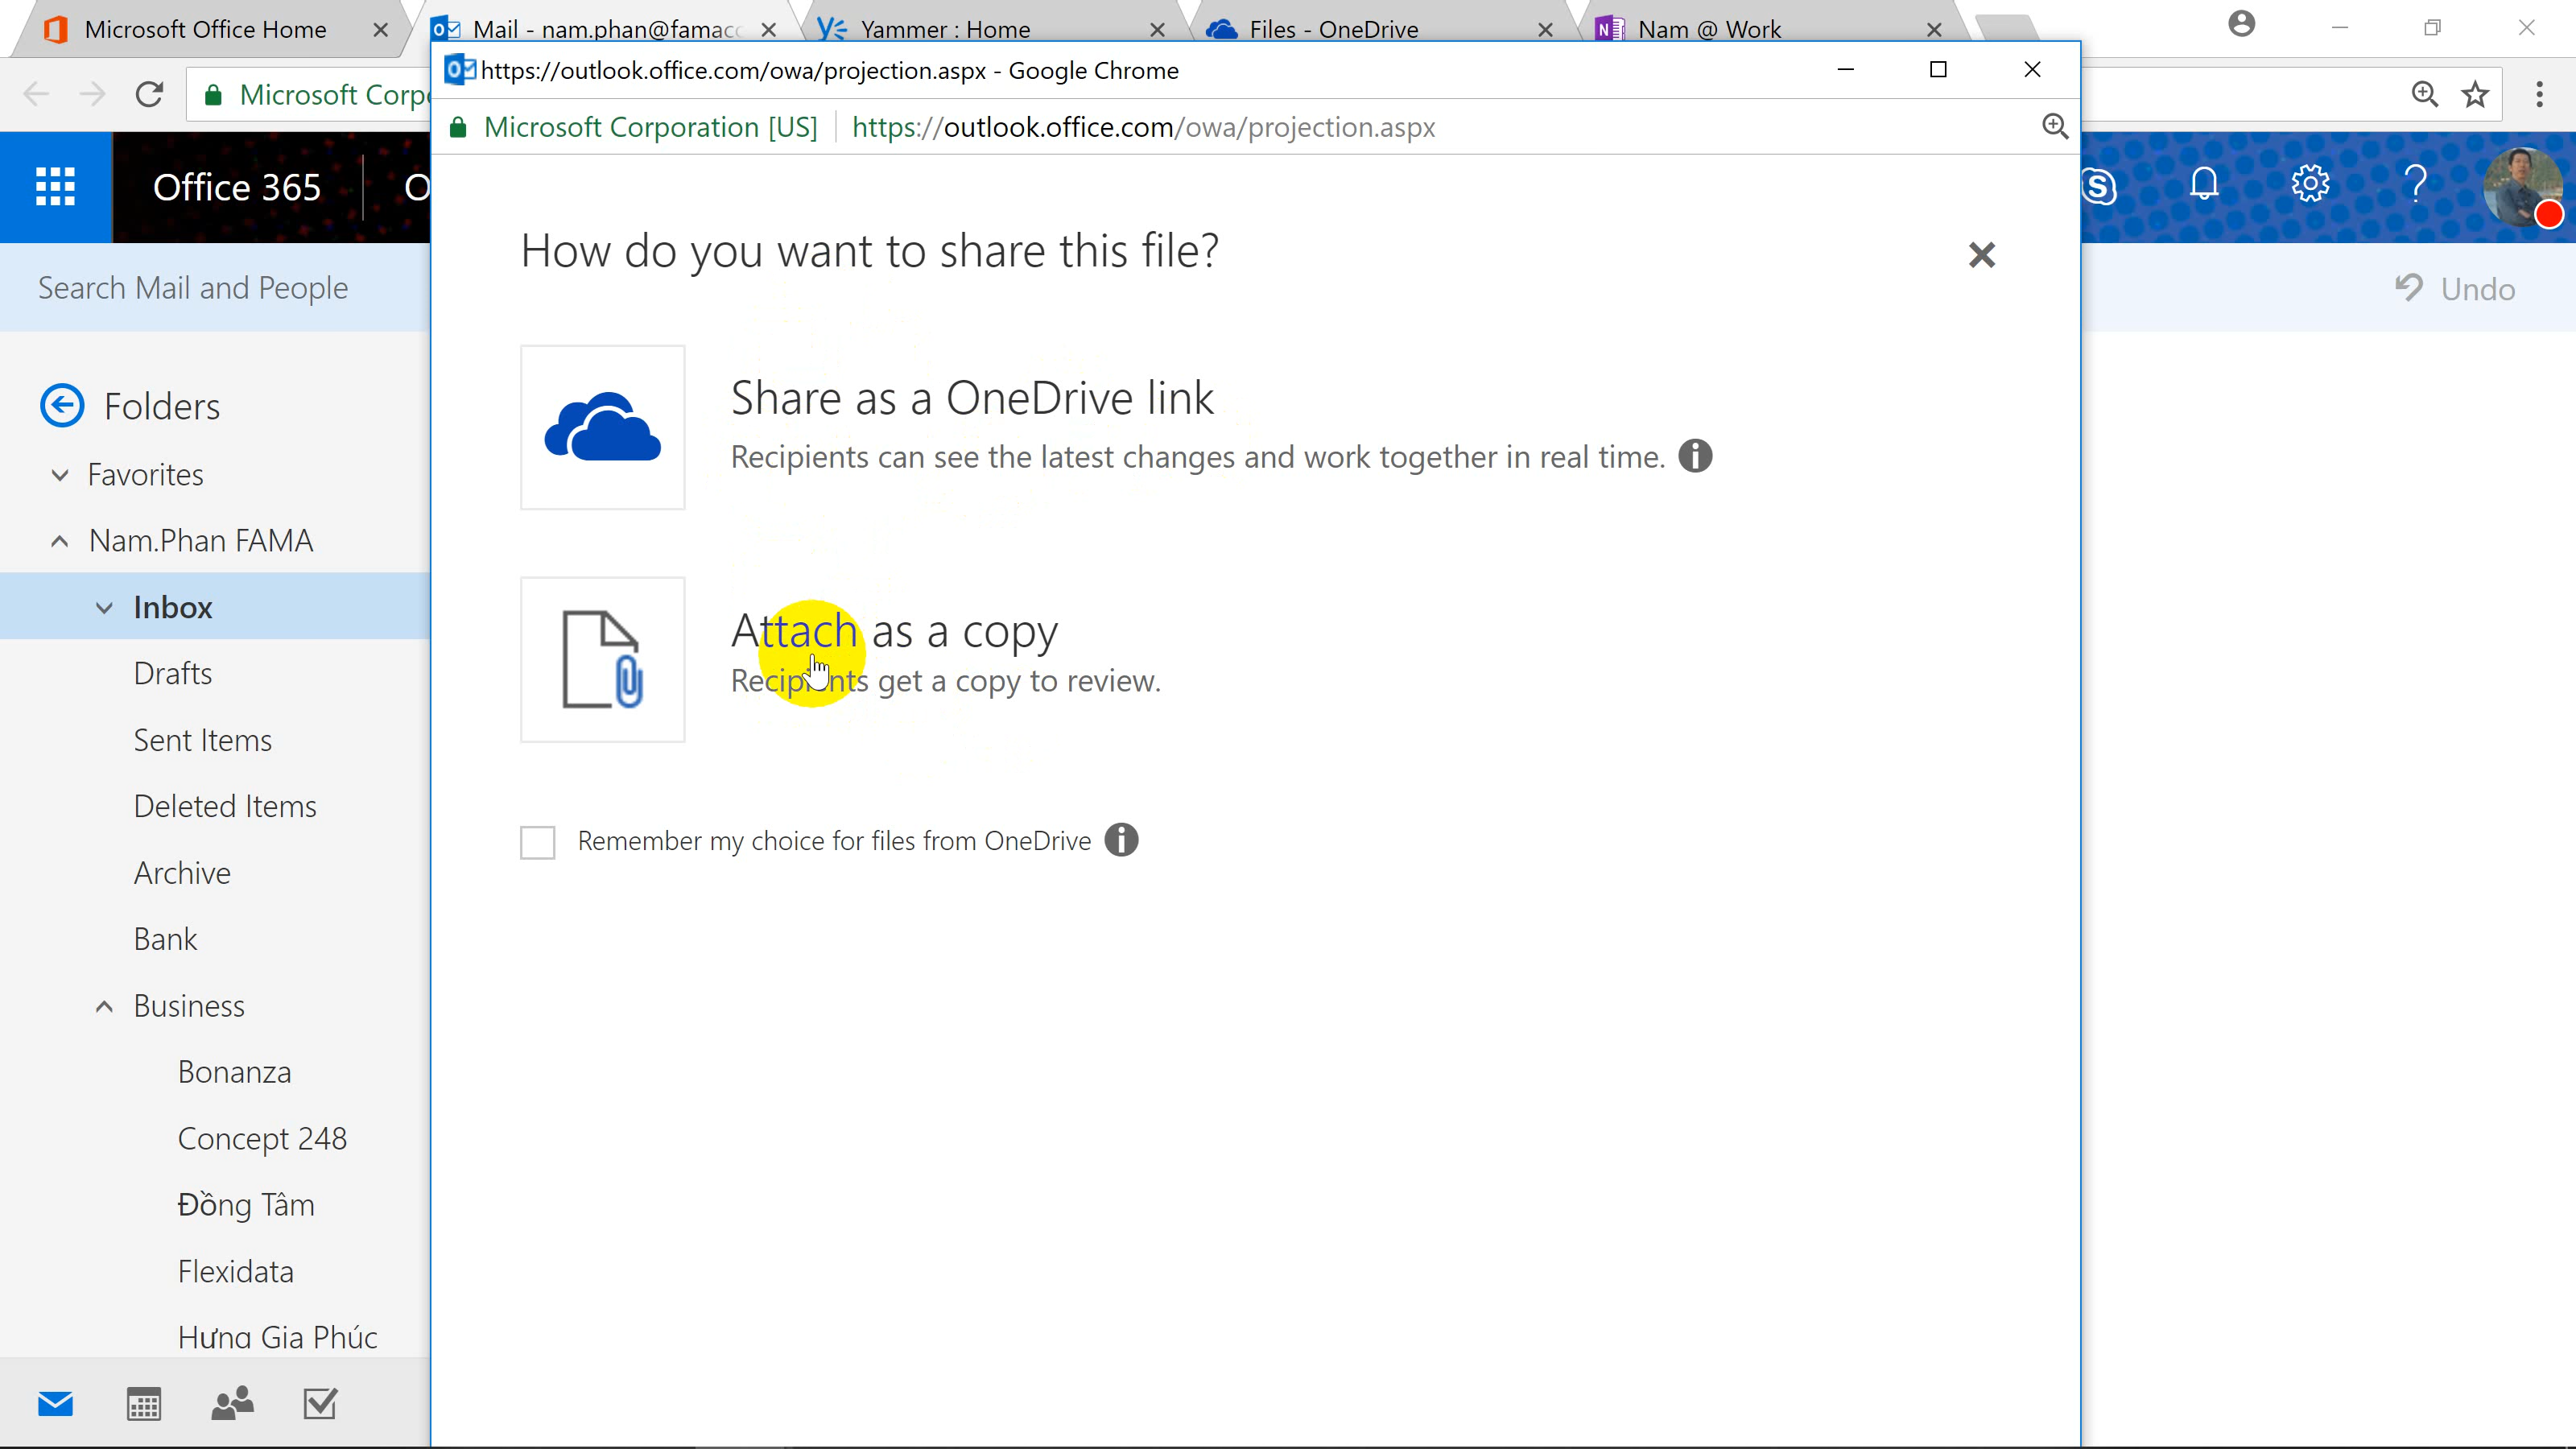 Microsoft Office Home
Mail - nam.phan@famacc
Yammer : Home
Files - OneDrive
Nam @ Work
https://outlook.office.com/owa/projection.aspx - Google Chrome
Microsoft Corp
Microsoft Corporation [US]
https://outlook.office.com/owa/projection.aspx
Office 365
O
Search Mail and People
Undo
Folders
Favorites
Nam.Phan FAMA
Inbox
Drafts
Sent Items
Deleted Items
Archive
Bank
Business
Bonanza
Concept 248
Đồng Tâm
Flexidata
Hưng Gia Phúc
How do you want to share this file?
Share as a OneDrive link
Recipients can see the latest changes and work together in real time.
Attach as a copy
Recipients get a copy to review.
Remember my choice for files from OneDrive